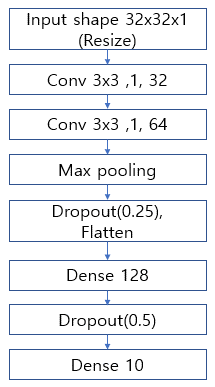 Input shape 32x32x1
(Resize)
Conv 3x3 ,1, 32
Conv 3x3 ,1, 64
Max pooling
Dropout(0.25),
Flatten
Dense 128
Dropout(0.5)
Dense 10